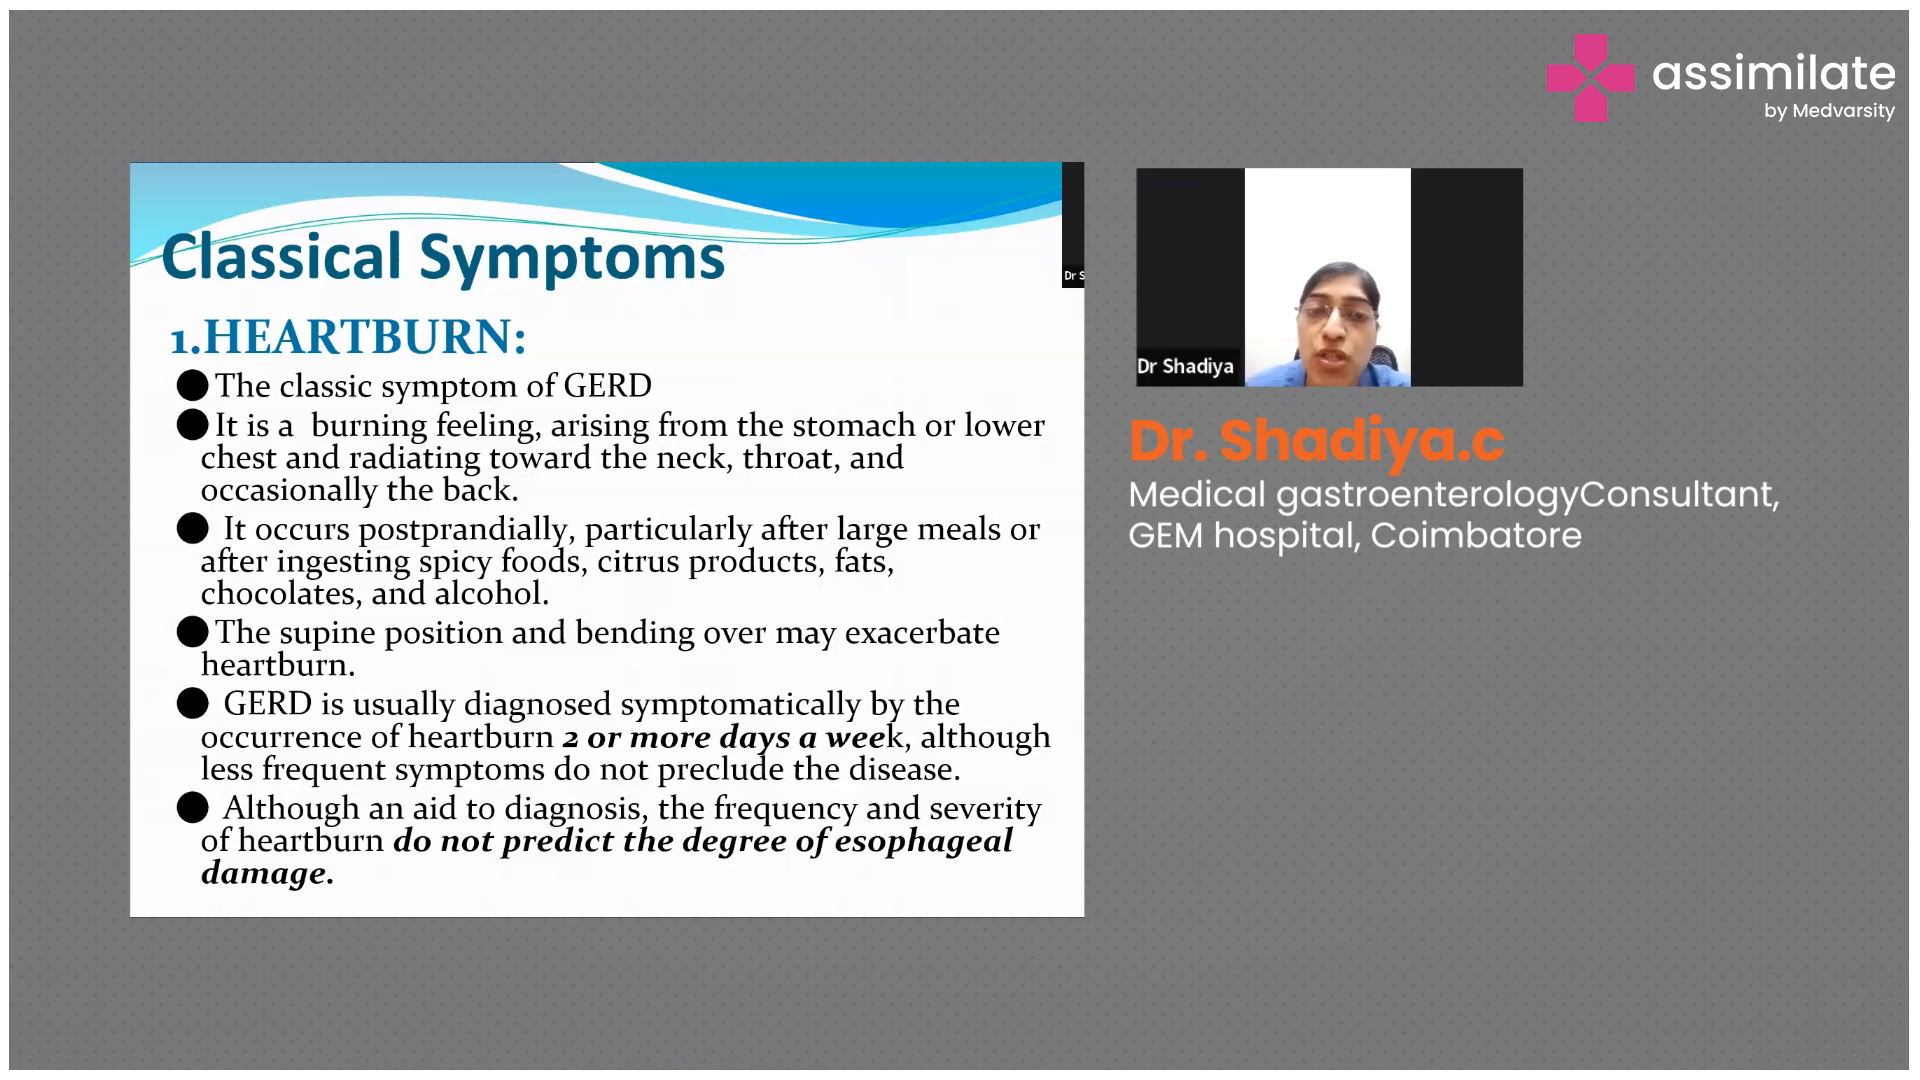 assimilate
by Medvarsity
Classical Symptoms
1.HEARTBURN:
● The classic symptom of GERD
● It is a  burning feeling, arising from the stomach or lower
chest and radiating toward the neck, throat, and
occasionally the back.
● It occurs postprandially, particularly after large meals or
after ingesting spicy foods, citrus products, fats,
chocolates, and alcohol.
● The supine position and bending over may exacerbate
heartburn.
● GERD is usually diagnosed symptomatically by the
occurrence of heartburn 2 or more days a week, although
less frequent symptoms do not preclude the disease.
● Although an aid to diagnosis, the frequency and severity
of heartburn do not predict the degree of esophageal
damage.
Dr S
Dr Shadiya
Dr. Shadiya.c
Medical gastroenterologyConsultant,
GEM hospital, Coimbatore